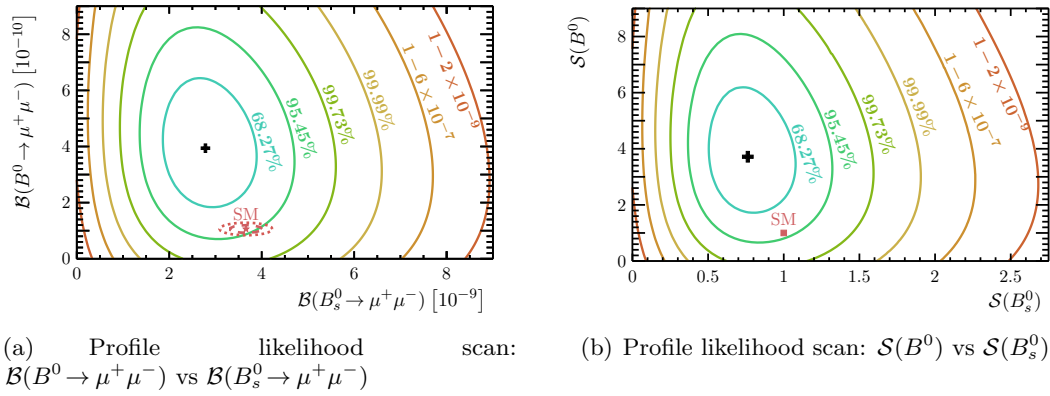 B(B⁰ → μ⁺μ⁻) [10⁻¹⁰]
8
6
4
2
0
0
2
4
6
8
B(B⁰ₛ → μ⁺μ⁻) [10⁻⁹]
68.27%
95.45%
99.73%
99.99%
1 − 6 × 10⁻⁷
1 − 2 × 10⁻⁹
SM
(a) Profile likelihood scan:
B(B⁰ → μ⁺μ⁻) vs B(B⁰ₛ → μ⁺μ⁻)
S(B⁰)
8
6
4
2
0
0
0.5
1
1.5
2
2.5
S(B⁰ₛ)
68.27%
95.45%
99.73%
99.99%
1 − 6 × 10⁻⁷
1 − 2 × 10⁻⁹
SM
(b) Profile likelihood scan: S(B⁰) vs S(B⁰ₛ)